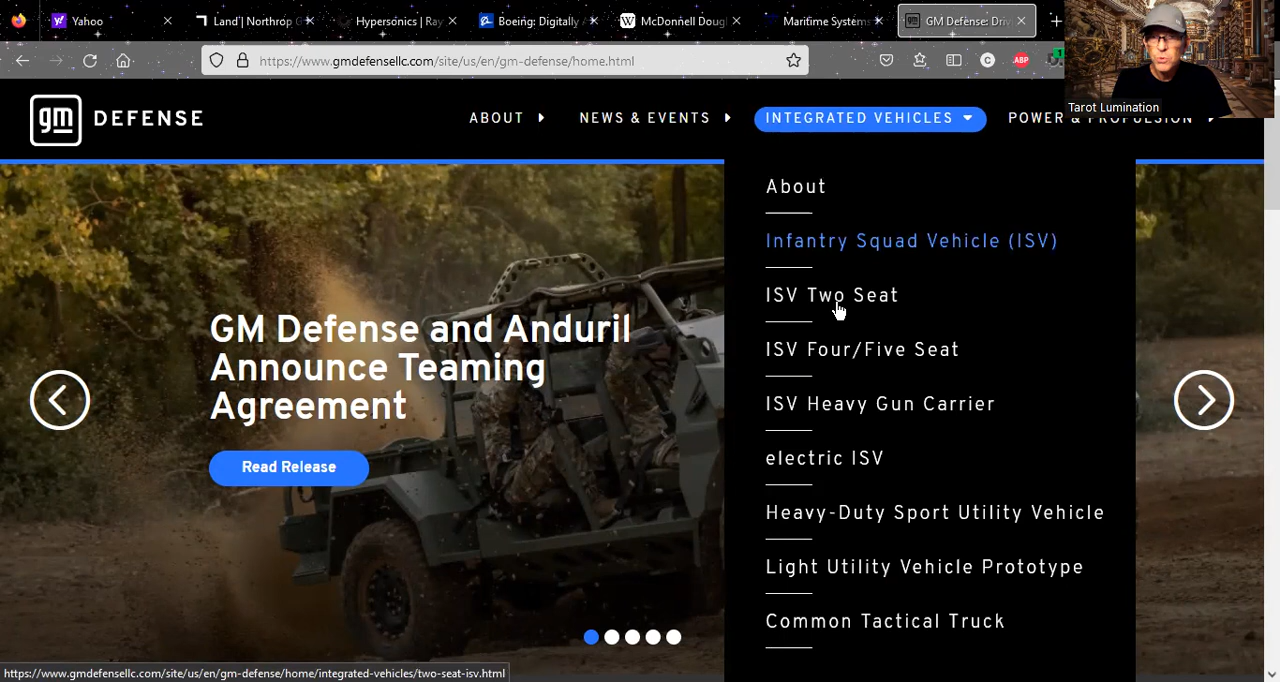 Yahoo
Land | Northrop G
Hypersonics | Ray
Boeing: Digitally A
McDonnell Doug
Maritime Systems
GM Defense: Driv
https://www.gmdefensellc.com/site/us/en/gm-defense/home.html
C
ABP
1
Tarot Lumination
gm DEFENSE
ABOUT
NEWS & EVENTS
INTEGRATED VEHICLES
POWER & PROPULSION
About
Infantry Squad Vehicle (ISV)
ISV Two Seat
ISV Four/Five Seat
ISV Heavy Gun Carrier
electric ISV
Heavy-Duty Sport Utility Vehicle
Light Utility Vehicle Prototype
Common Tactical Truck
GM Defense and Anduril
Announce Teaming
Agreement
Read Release
https://www.gmdefensellc.com/site/us/en/gm-defense/home/integrated-vehicles/two-seat-isv.html